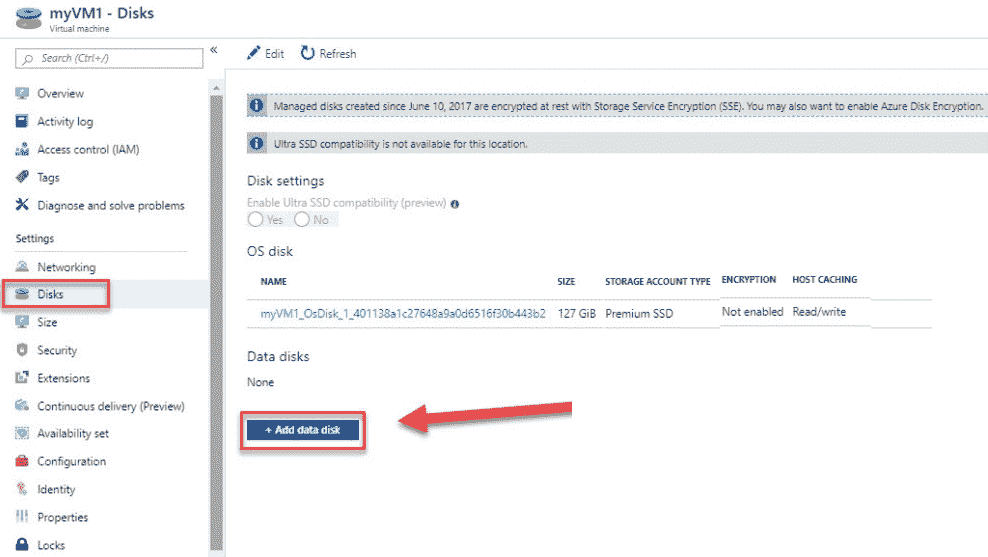 myVM1 - Disks
Virtual machine
Search (Ctrl+/)
«
Overview
Activity log
Access control (IAM)
Tags
Diagnose and solve problems
Settings
Networking
Disks
Size
Security
Extensions
Continuous delivery (Preview)
Availability set
Configuration
Identity
Properties
Locks
Edit Refresh
Managed disks created since June 10, 2017 are encrypted at rest with Storage Service Encryption (SSE). You may also want to enable Azure Disk Encryption.
Ultra SSD compatibility is not available for this location.
Disk settings
Enable Ultra SSD compatibility (preview)
Yes No
OS disk
NAME SIZE STORAGE ACCOUNT TYPE ENCRYPTION HOST CACHING
myVM1_OsDisk_1_401138a1c27648a9a0d6516f30b443b2 127 GiB Premium SSD Not enabled Read/write
Data disks
None
+ Add data disk